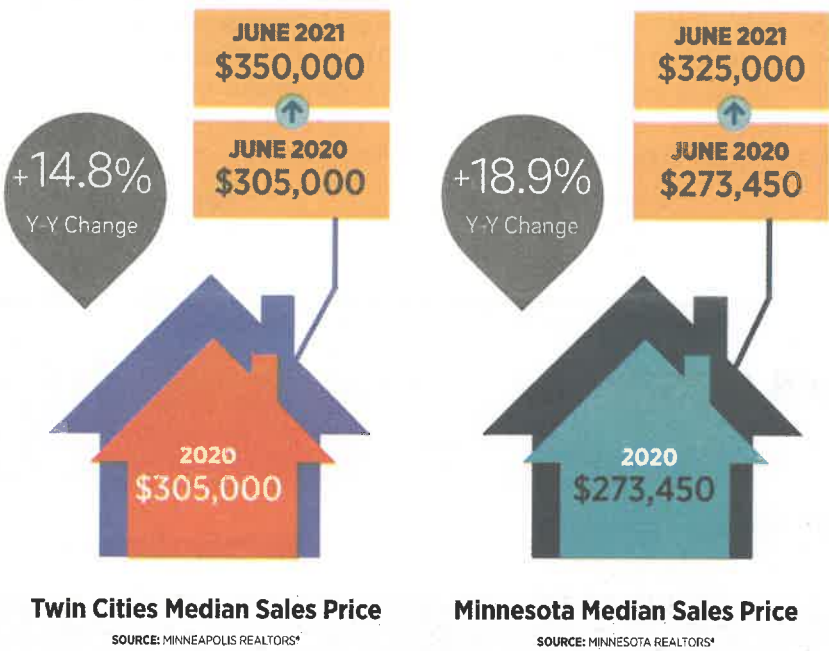 JUNE 2021
$350,000
JUNE 2020
$305,000
+14.8%
Y-Y Change
2020
$305,000
Twin Cities Median Sales Price
SOURCE: MINNEAPOLIS REALTORS®
JUNE 2021
$325,000
JUNE 2020
$273,450
+18.9%
Y-Y Change
2020
$273,450
Minnesota Median Sales Price
SOURCE: MINNESOTA REALTORS®